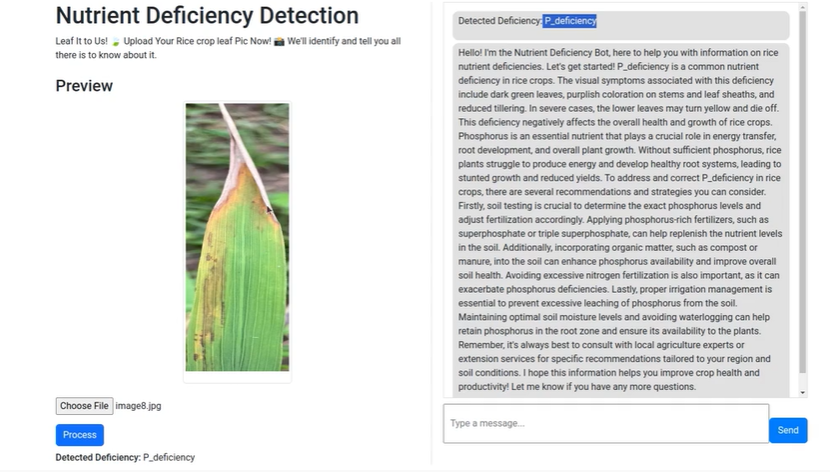 Nutrient Deficiency Detection
Leaf It to Us! 🍃 Upload Your Rice crop leaf Pic Now! 📸 We'll identify and tell you all
there is to know about it.
Preview
Choose File image8.jpg
Process
Detected Deficiency: P_deficiency
Detected Deficiency: P_deficiency
Hello! I'm the Nutrient Deficiency Bot, here to help you with information on rice
nutrient deficiencies. Let's get started! P_deficiency is a common nutrient
deficiency in rice crops. The visual symptoms associated with this deficiency
include dark green leaves, purplish coloration on stems and leaf sheaths, and
reduced tillering. In severe cases, the lower leaves may turn yellow and die off.
This deficiency negatively affects the overall health and growth of rice crops.
Phosphorus is an essential nutrient that plays a crucial role in energy transfer,
root development, and overall plant growth. Without sufficient phosphorus, rice
plants struggle to produce energy and develop healthy root systems, leading to
stunted growth and reduced yields. To address and correct P_deficiency in rice
crops, there are several recommendations and strategies you can consider.
Firstly, soil testing is crucial to determine the exact phosphorus levels and
adjust fertilization accordingly. Applying phosphorus-rich fertilizers, such as
superphosphate or triple superphosphate, can help replenish the nutrient levels
in the soil. Additionally, incorporating organic matter, such as compost or
manure, into the soil can enhance phosphorus availability and improve overall
soil health. Avoiding excessive nitrogen fertilization is also important, as it can
exacerbate phosphorus deficiencies. Lastly, proper irrigation management is
essential to prevent excessive leaching of phosphorus from the soil.
Maintaining optimal soil moisture levels and avoiding waterlogging can help
retain phosphorus in the root zone and ensure its availability to the plants.
Remember, it's always best to consult with local agriculture experts or
extension services for specific recommendations tailored to your region and
soil conditions. I hope this information helps you improve crop health and
productivity! Let me know if you have any more questions.
Type a message...
Send